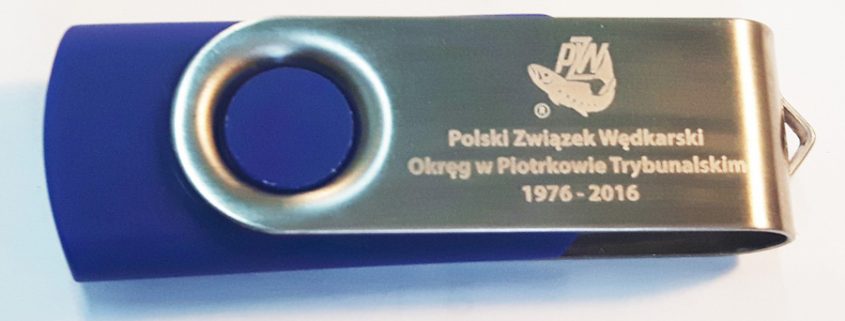 PZW
®
Polski Związek Wędkarski
Okręg w Piotrkowie Trybunalskim
1976 - 2016